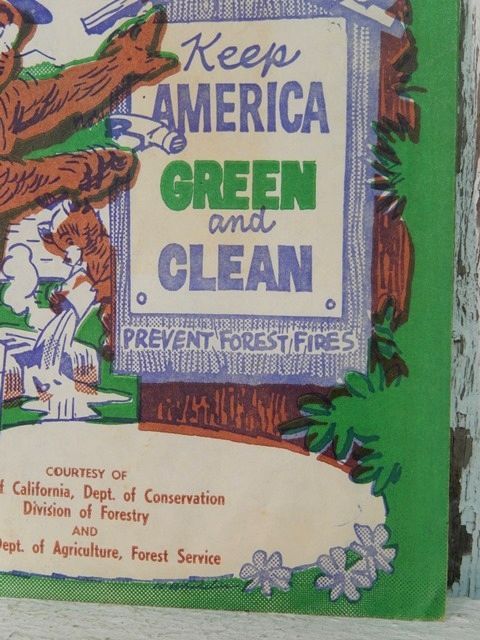 Keep
AMERICA
GREEN
and
CLEAN
PREVENT FOREST FIRES
COURTESY OF
of California, Dept. of Conservation
Division of Forestry
AND
Dept. of Agriculture, Forest Service